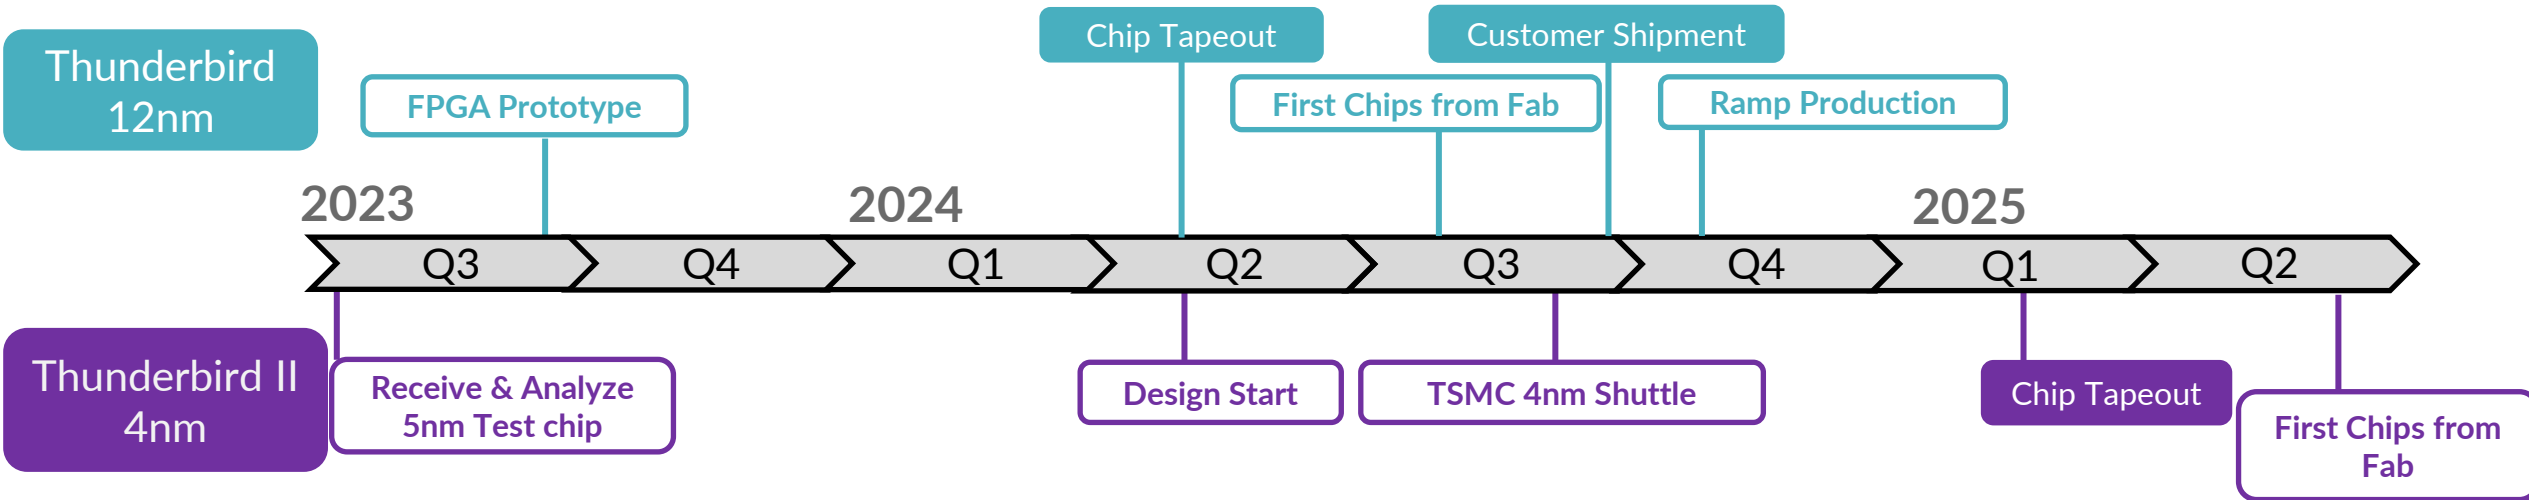 Thunderbird
12nm
FPGA Prototype
Chip Tapeout
First Chips from Fab
Customer Shipment
Ramp Production
2023
2024
2025
Q3
Q4
Q1
Q2
Q3
Q4
Q1
Q2
Thunderbird II
4nm
Receive & Analyze
5nm Test chip
Design Start
TSMC 4nm Shuttle
Chip Tapeout
First Chips from
Fab